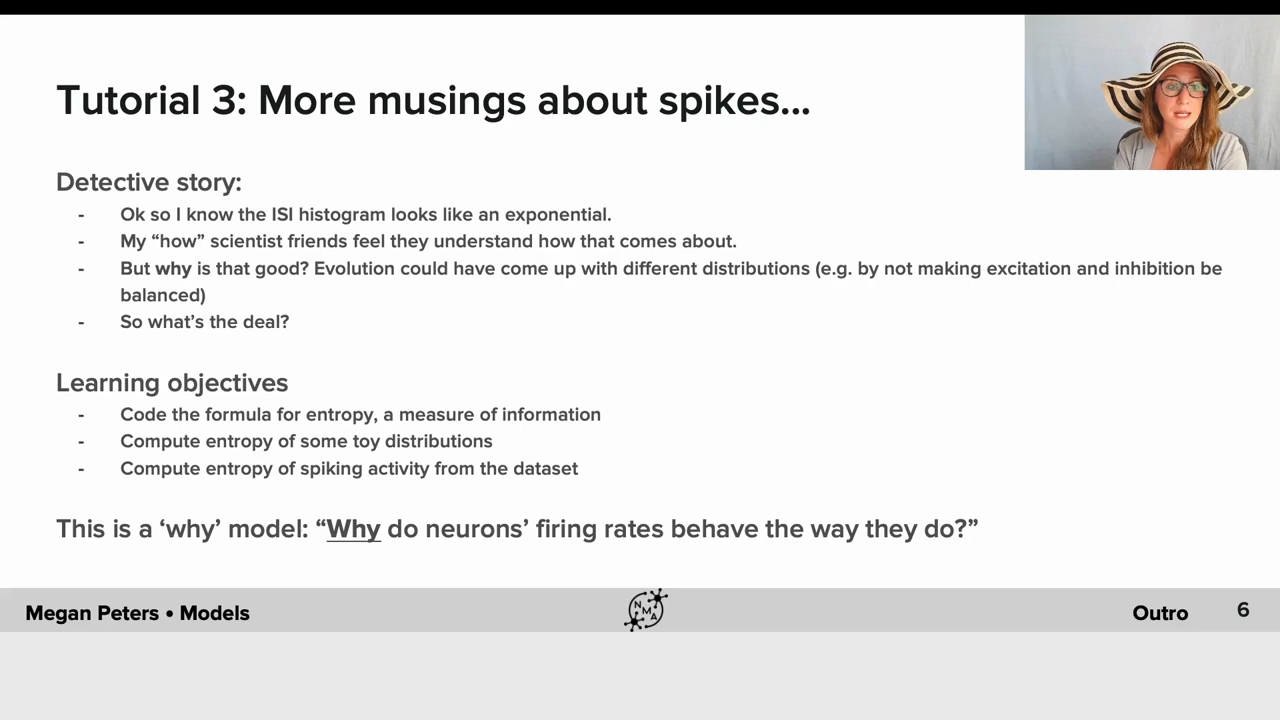 Tutorial 3: More musings about spikes...
Detective story:
- Ok so I know the ISI histogram looks like an exponential.
- My “how” scientist friends feel they understand how that comes about.
- But why is that good? Evolution could have come up with different distributions (e.g. by not making excitation and inhibition be
balanced)
- So what’s the deal?
Learning objectives
- Code the formula for entropy, a measure of information
- Compute entropy of some toy distributions
- Compute entropy of spiking activity from the dataset
This is a ‘why’ model: “Why do neurons’ firing rates behave the way they do?”
Megan Peters • Models
N
M
A
Outro
6